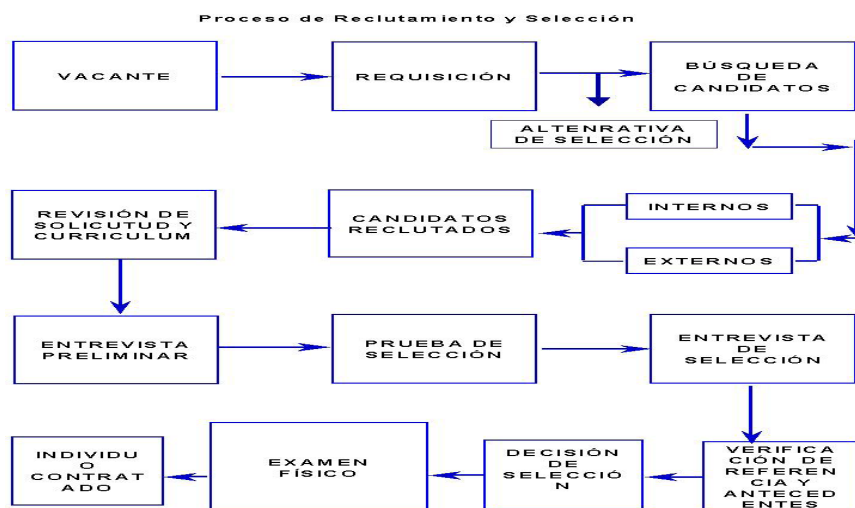 Proceso de Reclutamiento y Selección
VACANTE
REQUISICIÓN
BÚSQUEDA
DE
CANDIDATOS
ALTENRATIVA
DE SELECCIÓN
INTERNOS
EXTERNOS
CANDIDATOS
RECLUTADOS
REVISIÓN DE
SOLICUTUD Y
CURRICULUM
ENTREVISTA
PRELIMINAR
PRUEBA DE
SELECCIÓN
ENTREVISTA
DE
SELECCIÓN
VERIFICA
ACIÓN DE
REFEREN
CIA Y
ANTECED
ENTES
DECISIÓN
DE
SELECCIÓ
N
EXAMEN
FÍSICO
INDIVIDU
O
CONTRAT
ADO